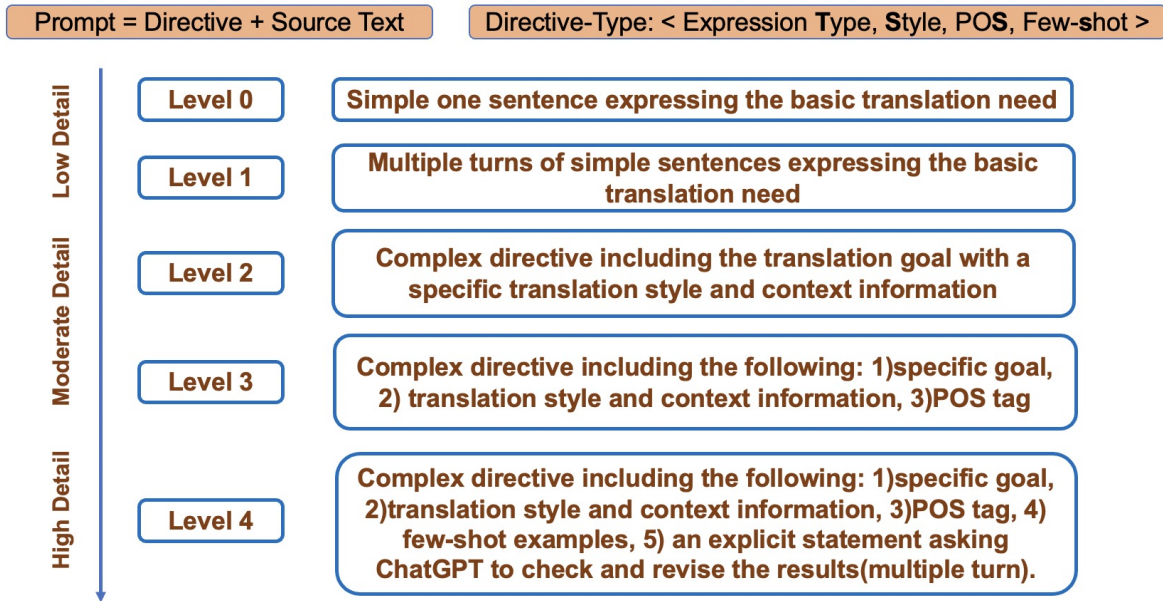 Prompt = Directive + Source Text
Directive-Type: < Expression Type, Style, POS, Few-shot >
Low Detail
Level 0
Simple one sentence expressing the basic translation need
Level 1
Multiple turns of simple sentences expressing the basic
translation need
Moderate Detail
Level 2
Complex directive including the translation goal with a
specific translation style and context information
Level 3
Complex directive including the following: 1)specific goal,
2) translation style and context information, 3)POS tag
High Detail
Level 4
Complex directive including the following: 1)specific goal,
2)translation style and context information, 3)POS tag, 4)
few-shot examples, 5) an explicit statement asking
ChatGPT to check and revise the results(multiple turn).